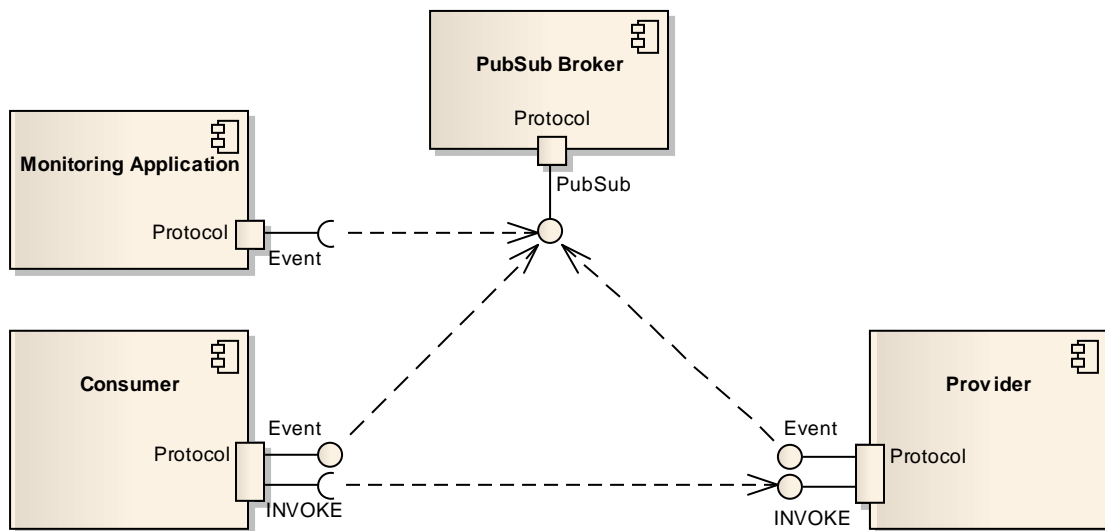 PubSub Broker
Protocol
PubSub
Monitoring Application
Protocol
Event
Consumer
Event
Protocol
INVOKE
Provider
Event
Protocol
INVOKE